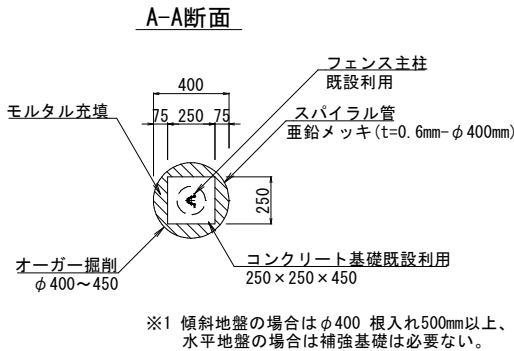 A-A断面
フェンス主柱
既設利用
400
モルタル充填
75 250 75
スパイラル管
亜鉛メッキ(t=0.6mm-φ400mm)
250
オーガー掘削
φ400～450
コンクリート基礎既設利用
250×250×450
※1 傾斜地盤の場合はφ400 根入れ500mm以上、
水平地盤の場合は補強基礎は必要ない。